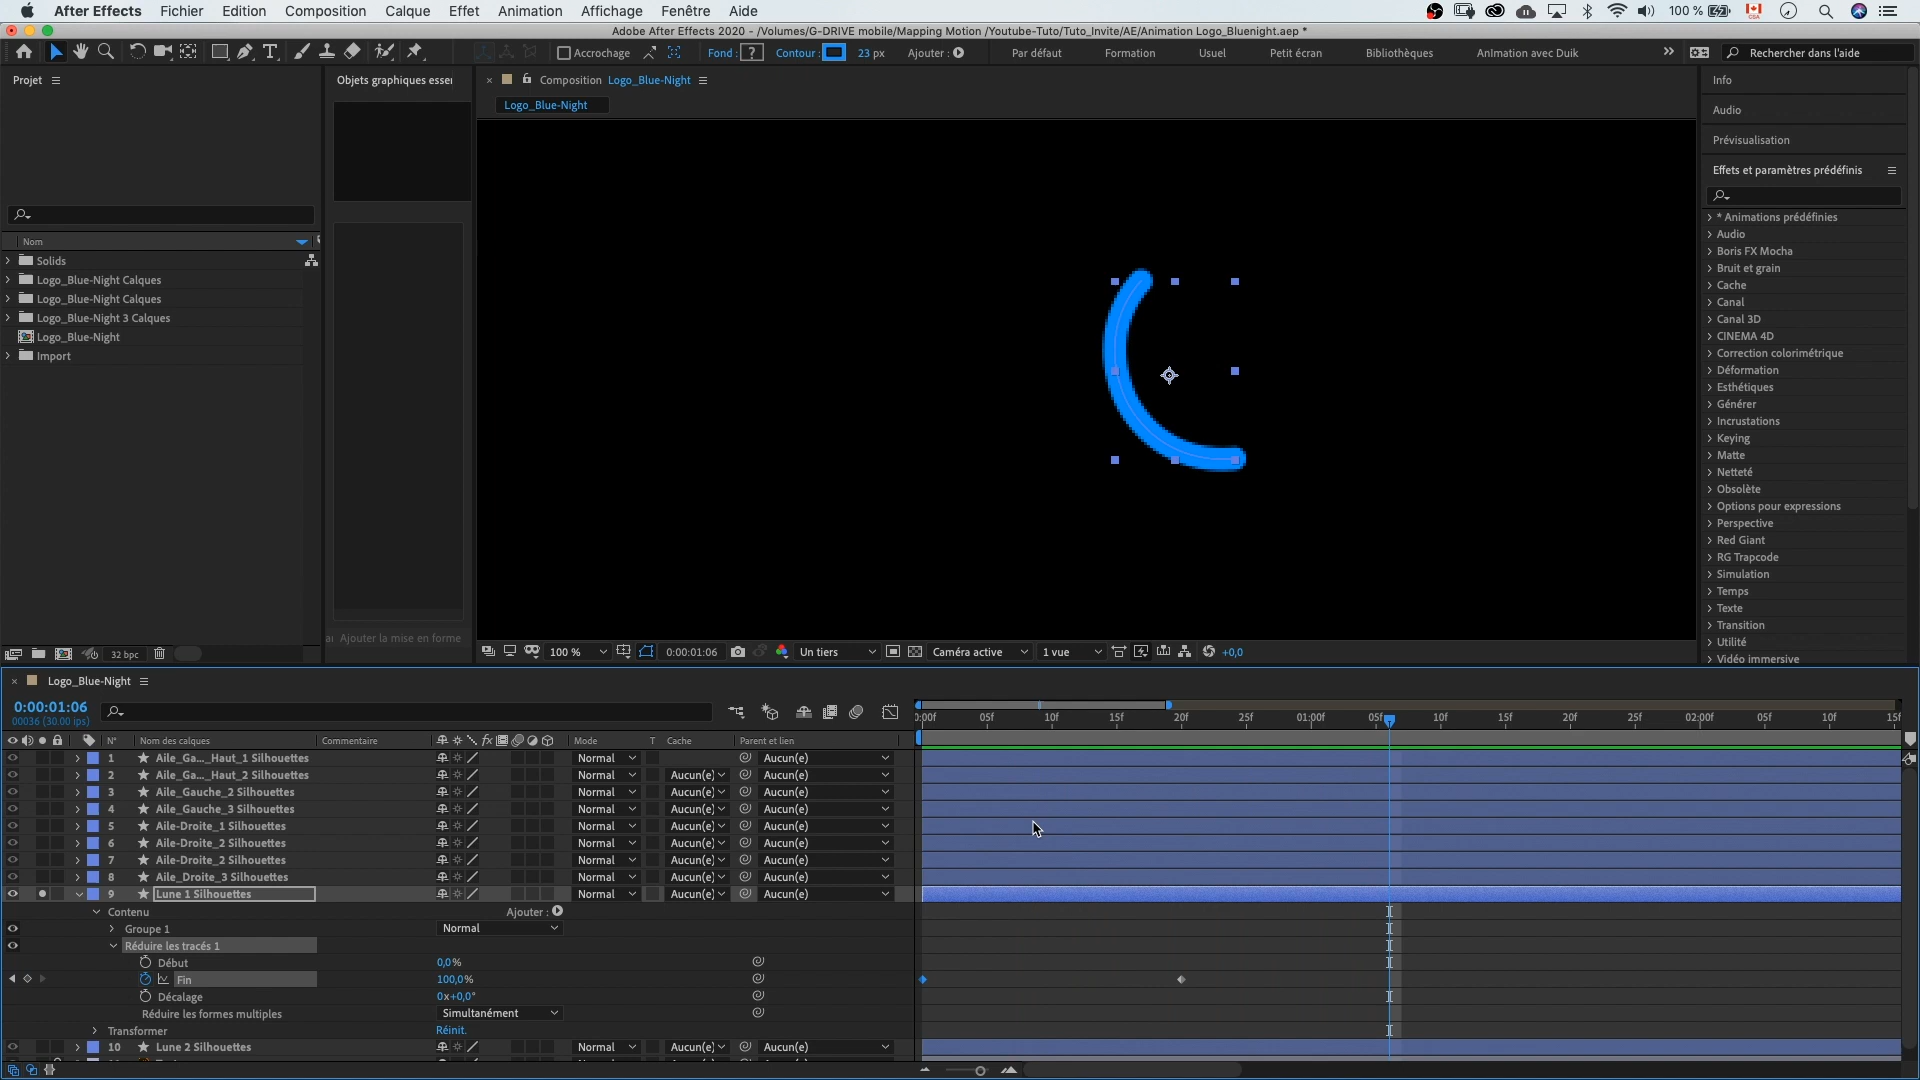 After Effects Fichier Edition Composition Calque Effet Animation Affichage Fenêtre Aide 100 %
Adobe After Effects 2020 - /Volumes/G-DRIVE mobile/Mapping Motion /Youtube-Tuto/Tuto_Invite/AE/Animation Logo_Bluenight.aep *
Accrochage Fond : ? Contour : 23 px Ajouter : Par défaut Formation Usuel Petit écran Bibliothèques Animation avec Duik Rechercher dans l'aide
Projet
Objets graphiques esser
Composition Logo_Blue-Night
Logo_Blue-Night
Nom
Solids
Logo_Blue-Night Calques
Logo_Blue-Night Calques
Logo_Blue-Night 3 Calques
Logo_Blue-Night
Import
32 bpc
Ajouter la mise en forme
100 % 0:00:01:06 Un tiers Caméra active 1 vue +0,0
Info
Audio
Prévisualisation
Effets et paramètres prédéfinis
* Animations prédéfinies
Audio
Boris FX Mocha
Bruit et grain
Cache
Canal
Canal 3D
CINEMA 4D
Correction colorimétrique
Déformation
Esthétiques
Générer
Incrustations
Keying
Matte
Netteté
Obsolète
Options pour expressions
Perspective
Red Giant
RG Trapcode
Simulation
Temps
Texte
Transition
Utilité
Vidéo immersive
Logo_Blue-Night
0:00:01:06
00036 (30.00 ips)
):00f 05f 10f 15f 20f 25f 01:00f 05f 10f 15f 20f 25f 02:00f 05f 10f 15f
N° Nom des calques Commentaire fx Mode T Cache Parent et lien
1 Aile_Ga..._Haut_1 Silhouettes Normal Aucun(e)
2 Aile_Ga..._Haut_2 Silhouettes Normal Aucun(e) Aucun(e)
3 Aile_Gauche_2 Silhouettes Normal Aucun(e) Aucun(e)
4 Aile_Gauche_3 Silhouettes Normal Aucun(e) Aucun(e)
5 Aile-Droite_1 Silhouettes Normal Aucun(e) Aucun(e)
6 Aile-Droite_2 Silhouettes Normal Aucun(e) Aucun(e)
7 Aile-Droite_2 Silhouettes Normal Aucun(e) Aucun(e)
8 Aile_Droite_3 Silhouettes Normal Aucun(e) Aucun(e)
9 Lune 1 Silhouettes Normal Aucun(e) Aucun(e)
Contenu Ajouter :
Groupe 1 Normal
Réduire les tracés 1
Début 0,0%
Fin 100,0%
Décalage 0x+0,0°
Réduire les formes multiples Simultanément
Transformer Réinit.
10 Lune 2 Silhouettes Normal Aucun(e) Aucun(e)